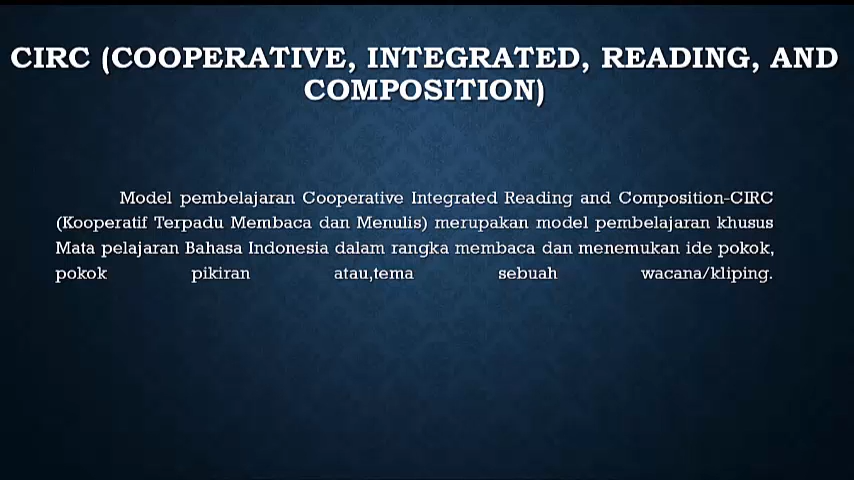 CIRC (COOPERATIVE, INTEGRATED, READING, AND
COMPOSITION)
Model pembelajaran Cooperative Integrated Reading and Composition-CIRC
(Kooperatif Terpadu Membaca dan Menulis) merupakan model pembelajaran khusus
Mata pelajaran Bahasa Indonesia dalam rangka membaca dan menemukan ide pokok,
pokok pikiran atau,tema sebuah wacana/kliping.